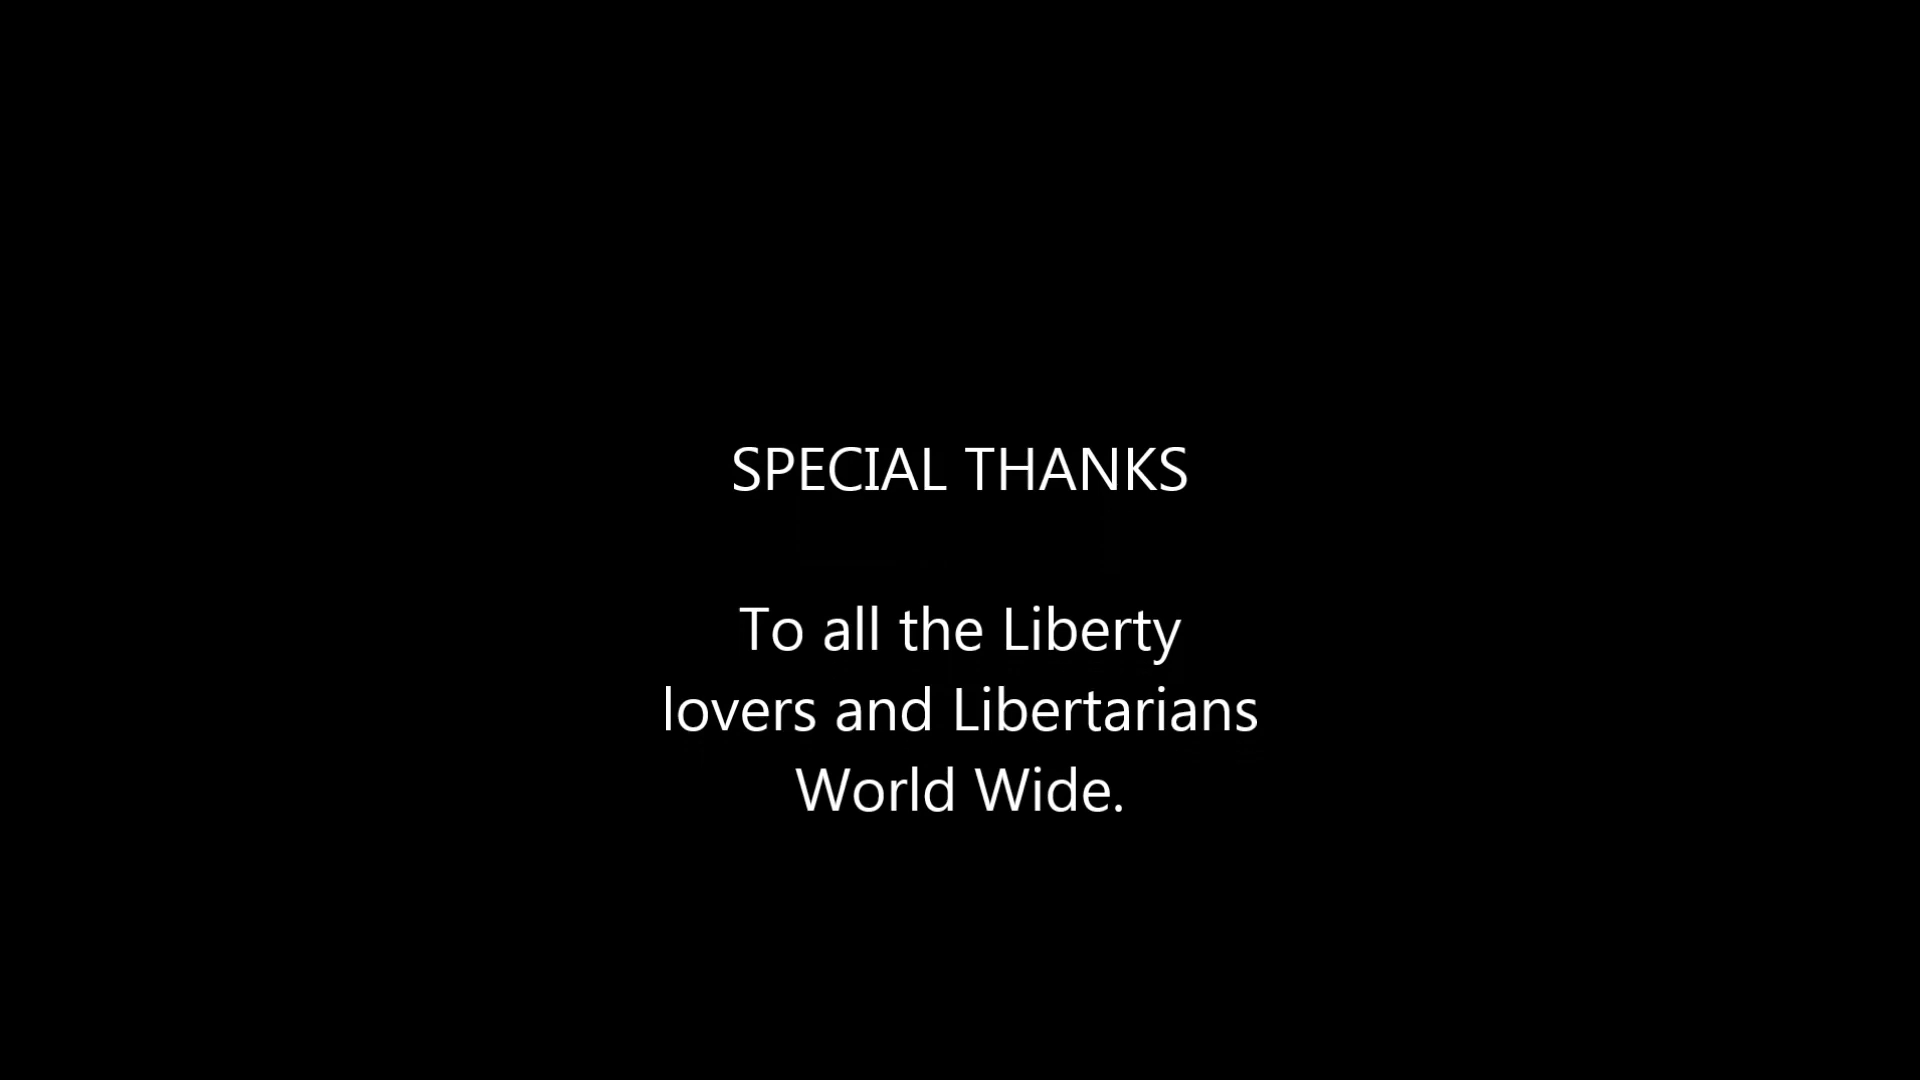 SPECIAL THANKS
To all the Liberty
lovers and Libertarians
World Wide.